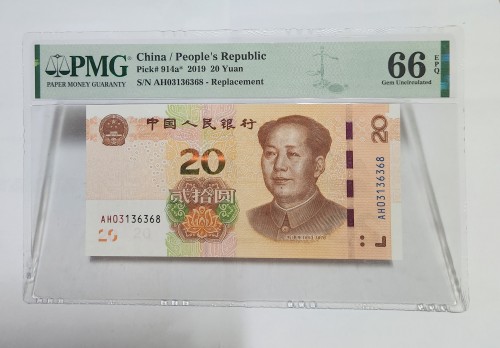 PMG
PAPER MONEY GUARANTY
China / People's Republic
Pick# 914a* 2019 20 Yuan
S/N AH03136368 - Replacement
66 EPQ
Gem Uncirculated
中国人民银行
20
20
贰拾圆
AH03136368
AH03136368
20